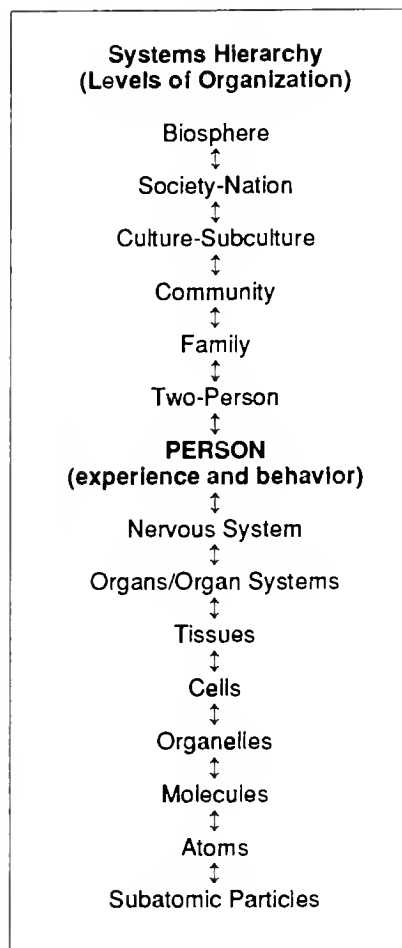 Systems Hierarchy
(Levels of Organization)
Biosphere
↕
Society-Nation
↕
Culture-Subculture
↕
Community
↕
Family
↕
Two-Person
↕
PERSON
(experience and behavior)
↕
Nervous System
↕
Organs/Organ Systems
↕
Tissues
↕
Cells
↕
Organelles
↕
Molecules
↕
Atoms
↕
Subatomic Particles